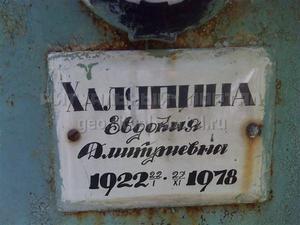 ХАЛЯПИНА
Евдокия
Дмитриевна
1922 22/I · 27/XI 1978